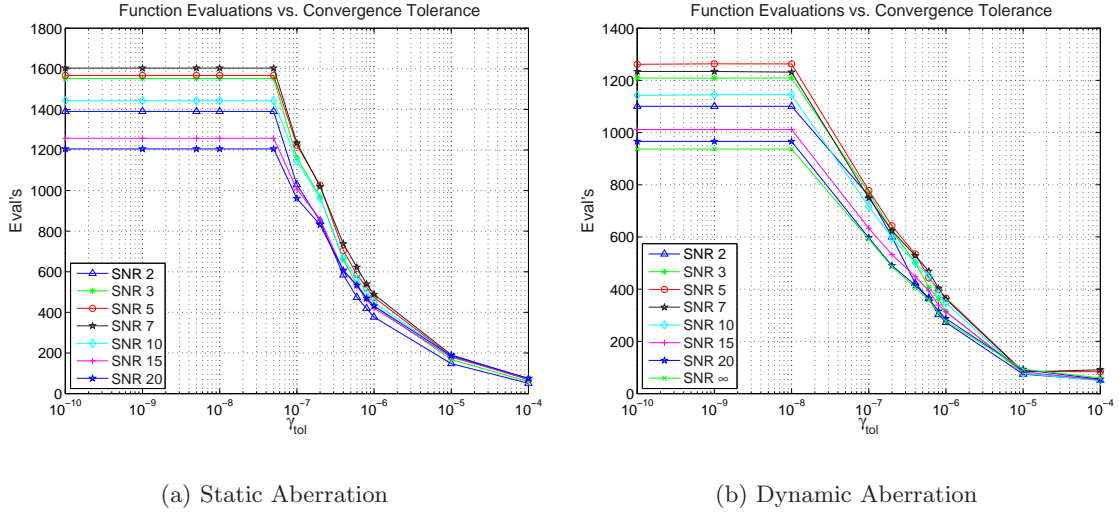 Function Evaluations vs. Convergence Tolerance
1800
1600
1400
1200
1000
800
600
400
200
0
Eval's
SNR 2
SNR 3
SNR 5
SNR 7
SNR 10
SNR 15
SNR 20
10^−10
10^−9
10^−8
10^−7
10^−6
10^−5
10^−4
γ_tol
(a) Static Aberration
Function Evaluations vs. Convergence Tolerance
1400
1200
1000
800
600
400
200
0
Eval's
SNR 2
SNR 3
SNR 5
SNR 7
SNR 10
SNR 15
SNR 20
SNR ∞
10^−10
10^−9
10^−8
10^−7
10^−6
10^−5
10^−4
γ_tol
(b) Dynamic Aberration